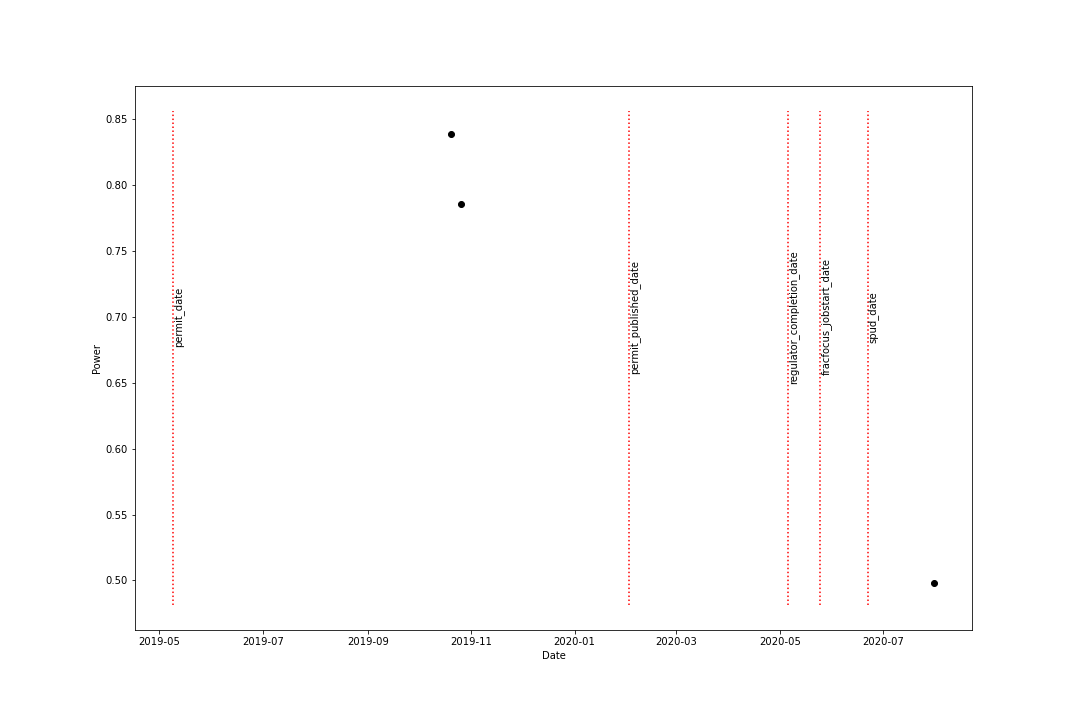 0.85
0.80
0.75
0.70
0.65
0.60
0.55
0.50
Power
permit_date
permit_published_date
regulator_completion_date
fracfocus_jobstart_date
spud_date
2019-05
2019-07
2019-09
2019-11
2020-01
2020-03
2020-05
2020-07
Date